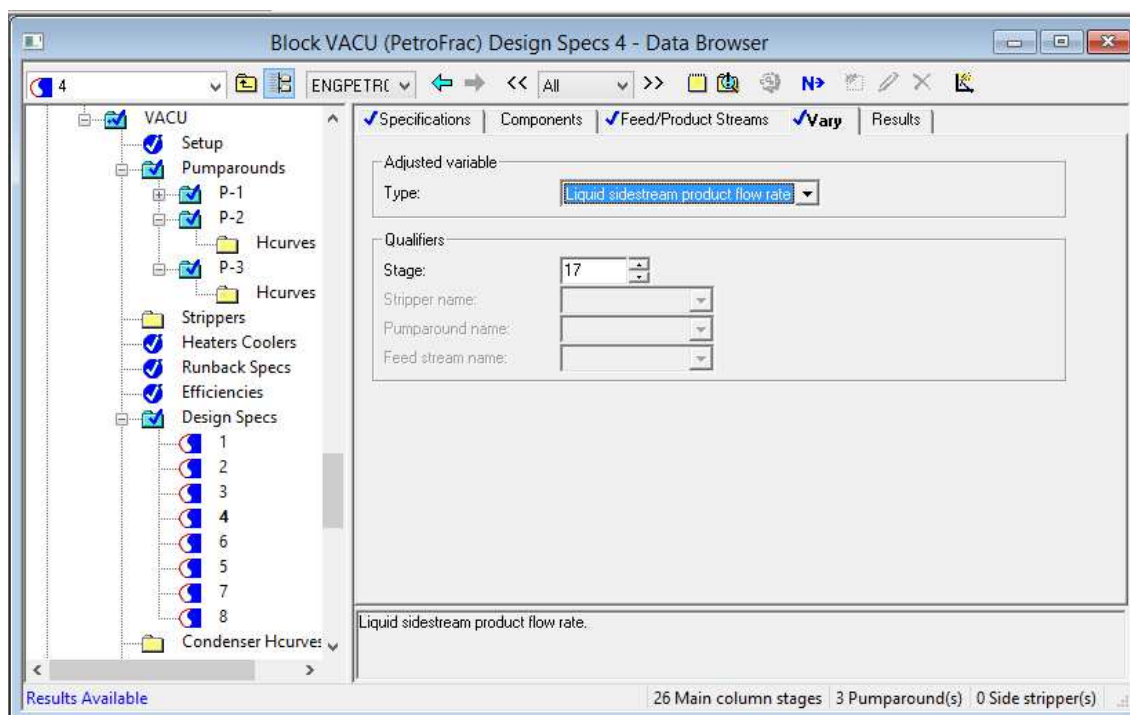 Block VACU (PetroFrac) Design Specs 4 - Data Browser
4 ENGPETR( << All >> N>
VACU
Setup
Pumparounds
P-1
P-2
Hcurves
P-3
Hcurves
Strippers
Heaters Coolers
Runback Specs
Efficiencies
Design Specs
1
2
3
4
6
5
7
8
Condenser Hcurves
Specifications Components Feed/Product Streams Vary Results
Adjusted variable
Type: Liquid sidestream product flow rate
Qualifiers
Stage: 17
Stripper name:
Pumparound name:
Feed stream name:
Liquid sidestream product flow rate.
Results Available 26 Main column stages 3 Pumparound(s) 0 Side stripper(s)